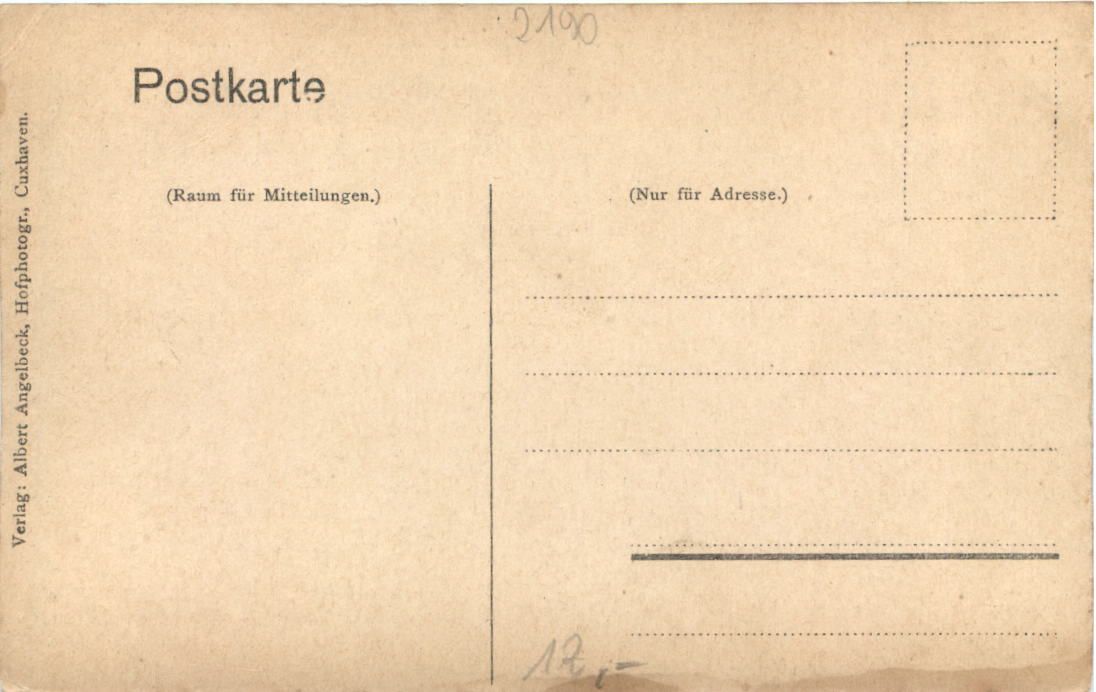 2190
Postkarte
(Raum für Mitteilungen.)
(Nur für Adresse.)
Verlag: Albert Angelbeck, Hofphotogr., Cuxhaven.
12,-